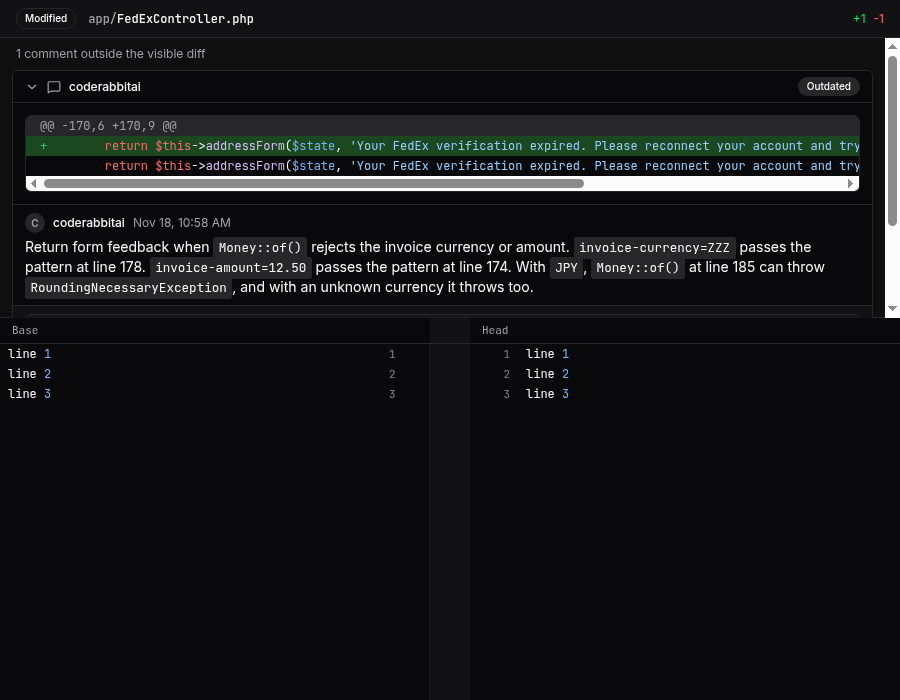 Modified app/FedExController.php +1 -1
1 comment outside the visible diff
coderabbitai Outdated
@@ -170,6 +170,9 @@
+ return $this->addressForm($state, 'Your FedEx verification expired. Please reconnect your account and try
return $this->addressForm($state, 'Your FedEx verification expired. Please reconnect your account and try
C coderabbitai Nov 18, 10:58 AM
Return form feedback when Money::of() rejects the invoice currency or amount. invoice-currency=ZZZ passes the
pattern at line 178. invoice-amount=12.50 passes the pattern at line 174. With JPY, Money::of() at line 185 can throw
RoundingNecessaryException, and with an unknown currency it throws too.
Base Head
line 1 1 1 line 1
line 2 2 2 line 2
line 3 3 3 line 3